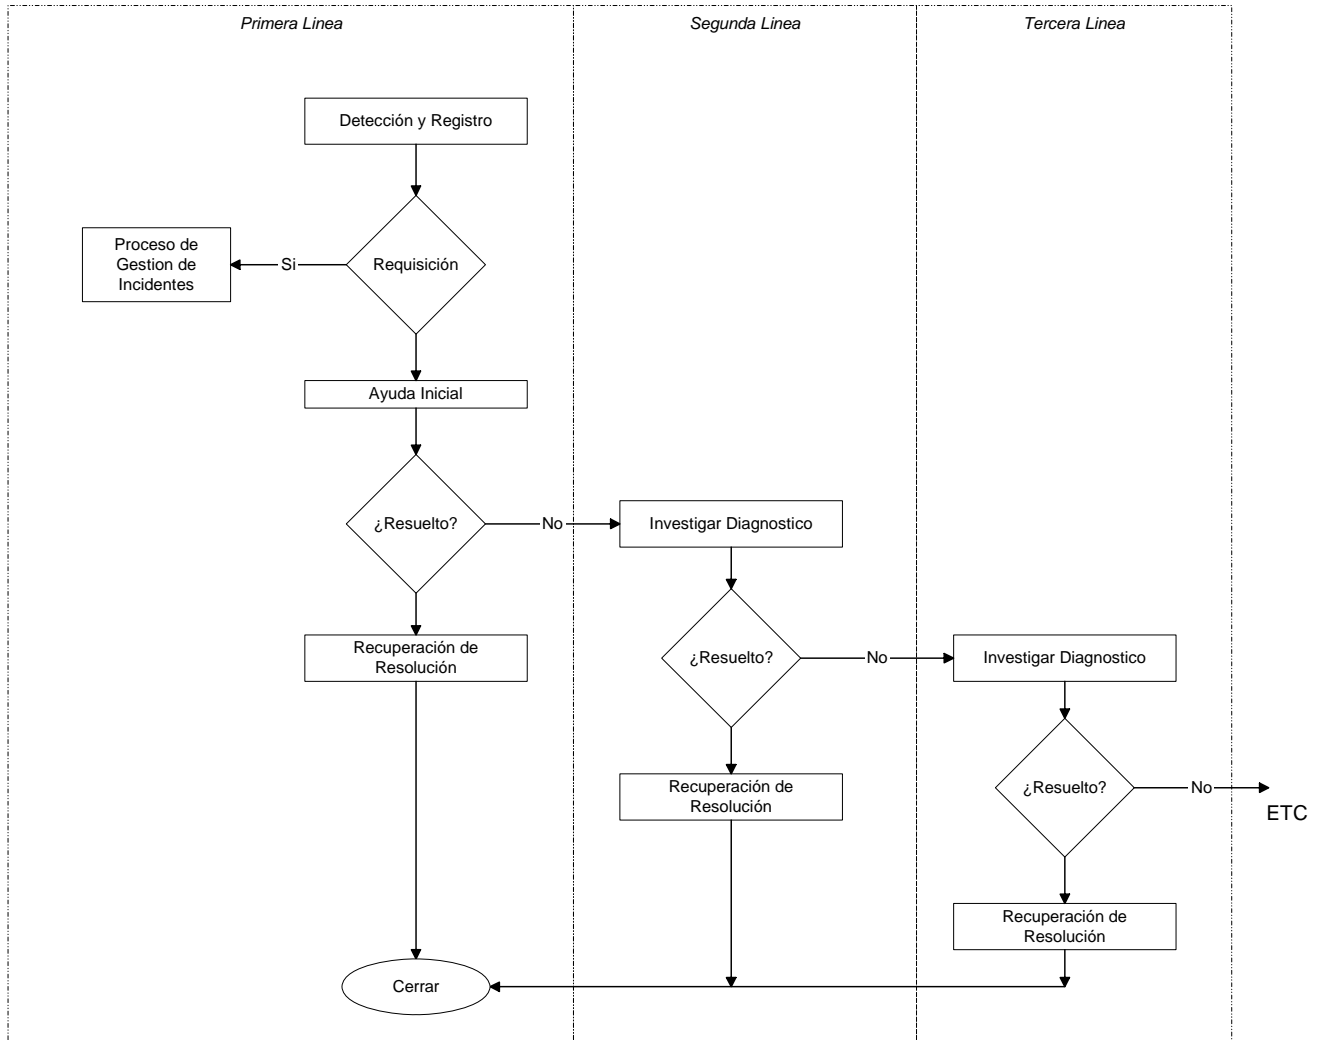 Primera Linea
Segunda Linea
Tercera Linea
Detección y Registro
Proceso de
Gestion de
Incidentes
Si
Requisición
Ayuda Inicial
¿Resuelto?
No
Investigar Diagnostico
Recuperación de
Resolución
¿Resuelto?
No
Investigar Diagnostico
Recuperación de
Resolución
¿Resuelto?
No
ETC
Recuperación de
Resolución
Cerrar